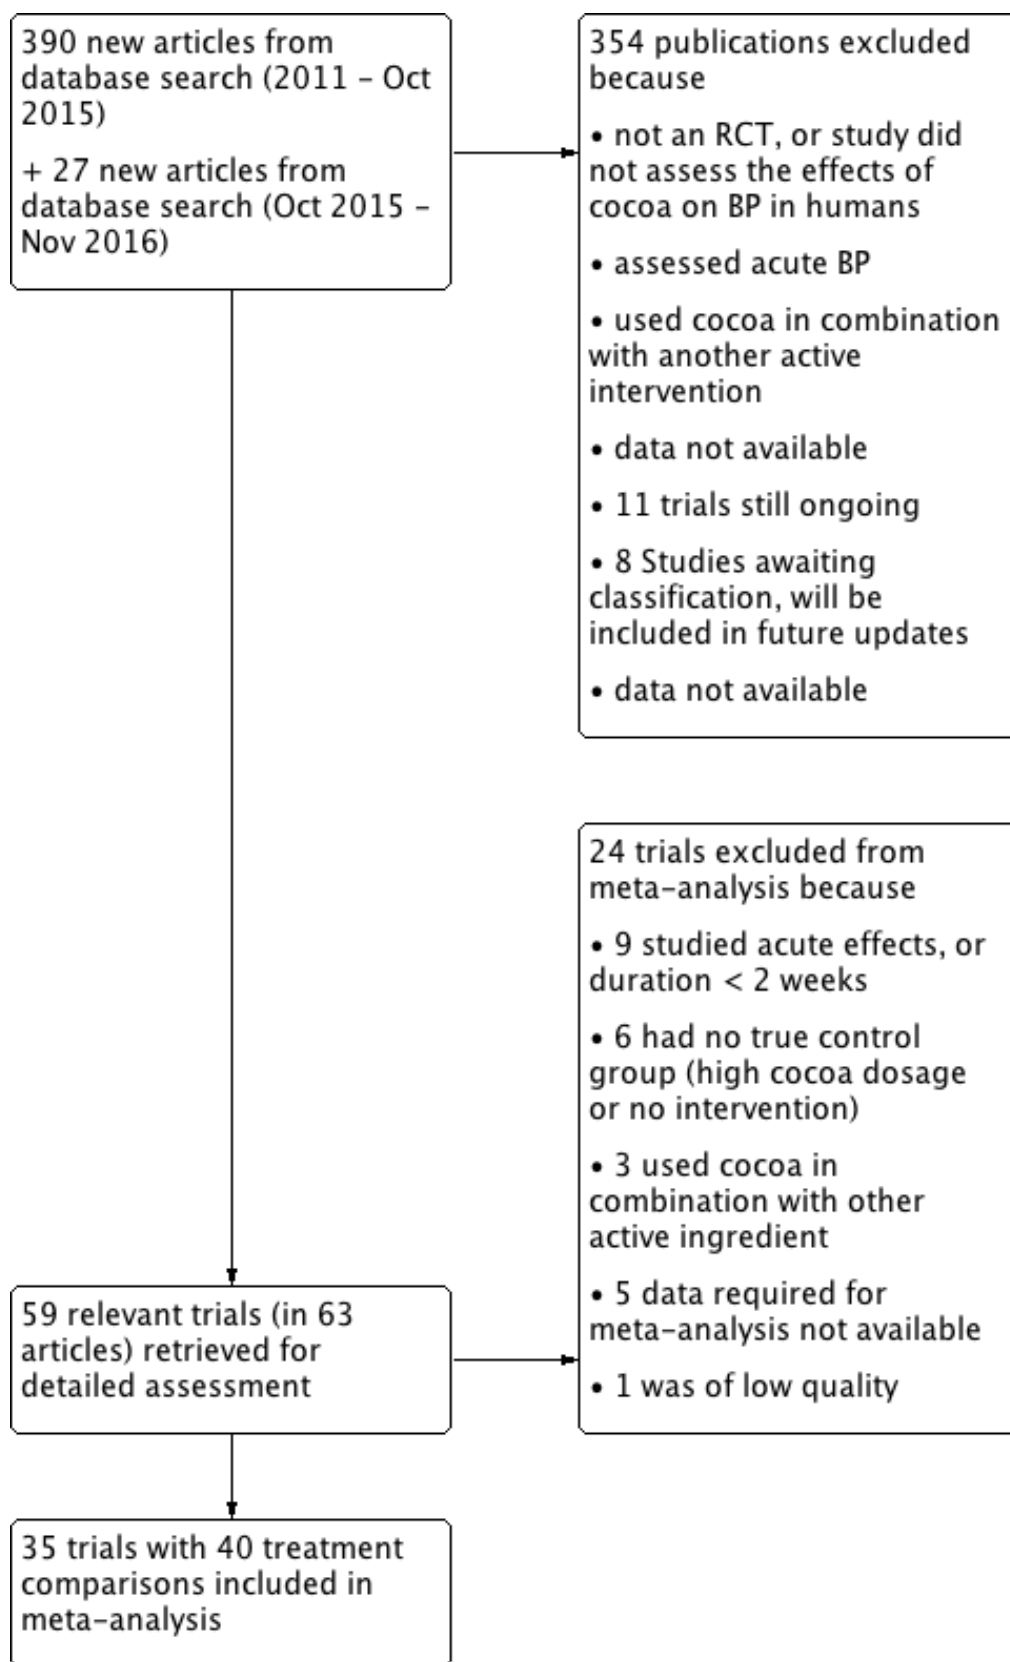 390 new articles from
database search (2011 – Oct
2015)
+ 27 new articles from
database search (Oct 2015 –
Nov 2016)
354 publications excluded
because
• not an RCT, or study did
not assess the effects of
cocoa on BP in humans
• assessed acute BP
• used cocoa in combination
with another active
intervention
• data not available
• 11 trials still ongoing
• 8 Studies awaiting
classification, will be
included in future updates
• data not available
24 trials excluded from
meta-analysis because
• 9 studied acute effects, or
duration < 2 weeks
• 6 had no true control
group (high cocoa dosage
or no intervention)
• 3 used cocoa in
combination with other
active ingredient
• 5 data required for
meta-analysis not available
• 1 was of low quality
59 relevant trials (in 63
articles) retrieved for
detailed assessment
35 trials with 40 treatment
comparisons included in
meta-analysis